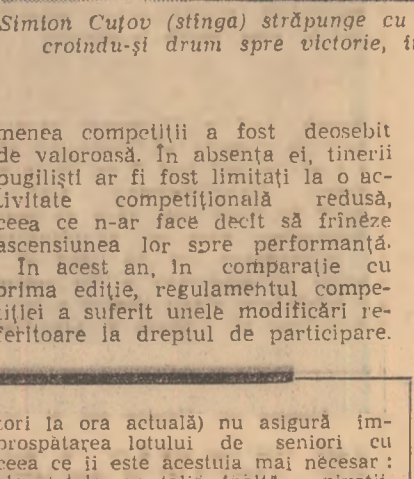 Simion Cuţov (stînga) străpunge cu
croindu-şi drum spre victorie, î
menea competiţii a fost deosebit
de valoroasă. În absenţa ei, tinerii
pugilişti ar fi fost limitaţi la o ac-
tivitate competiţională redusă,
ceea ce n-ar face decît să frîneze
ascensiunea lor spre performanţă.
În acest an, în comparaţie cu
prima ediţie, regulamentul compe-
tiţiei a suferit unele modificări re-
feritoare la dreptul de participare.
tori la ora actuală) nu asigură îm-
prospătarea lotului de seniori cu
ceea ce îi este acestuia mai necesar :